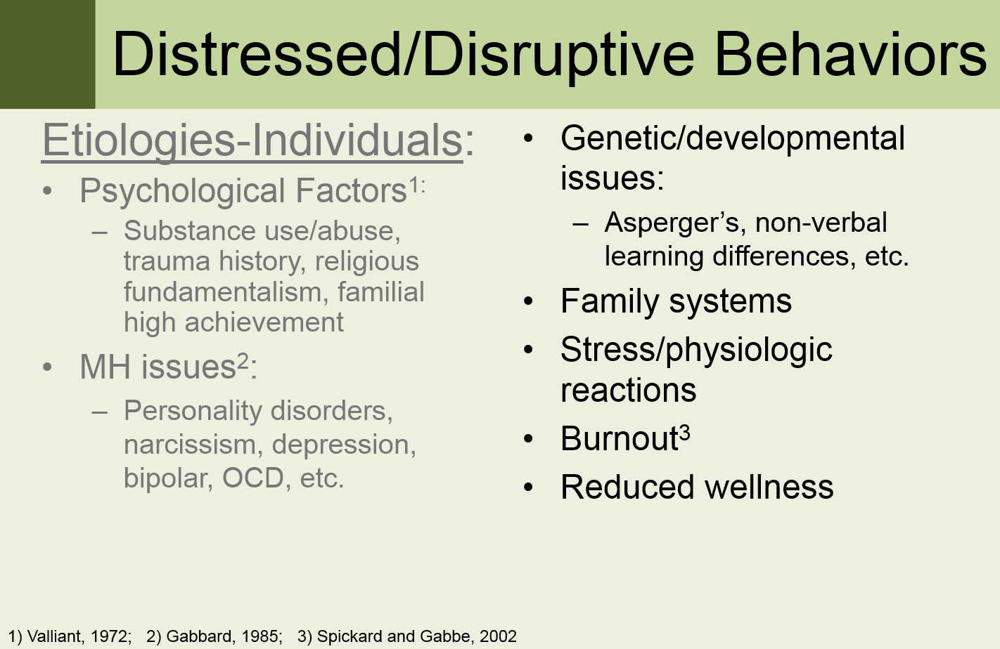 Distressed/Disruptive Behaviors
Etiologies-Individuals:
• Psychological Factors¹:
– Substance use/abuse,
trauma history, religious
fundamentalism, familial
high achievement
• MH issues²:
– Personality disorders,
narcissism, depression,
bipolar, OCD, etc.
• Genetic/developmental
issues:
– Asperger’s, non-verbal
learning differences, etc.
• Family systems
• Stress/physiologic
reactions
• Burnout³
• Reduced wellness
1) Valliant, 1972; 2) Gabbard, 1985; 3) Spickard and Gabbe, 2002